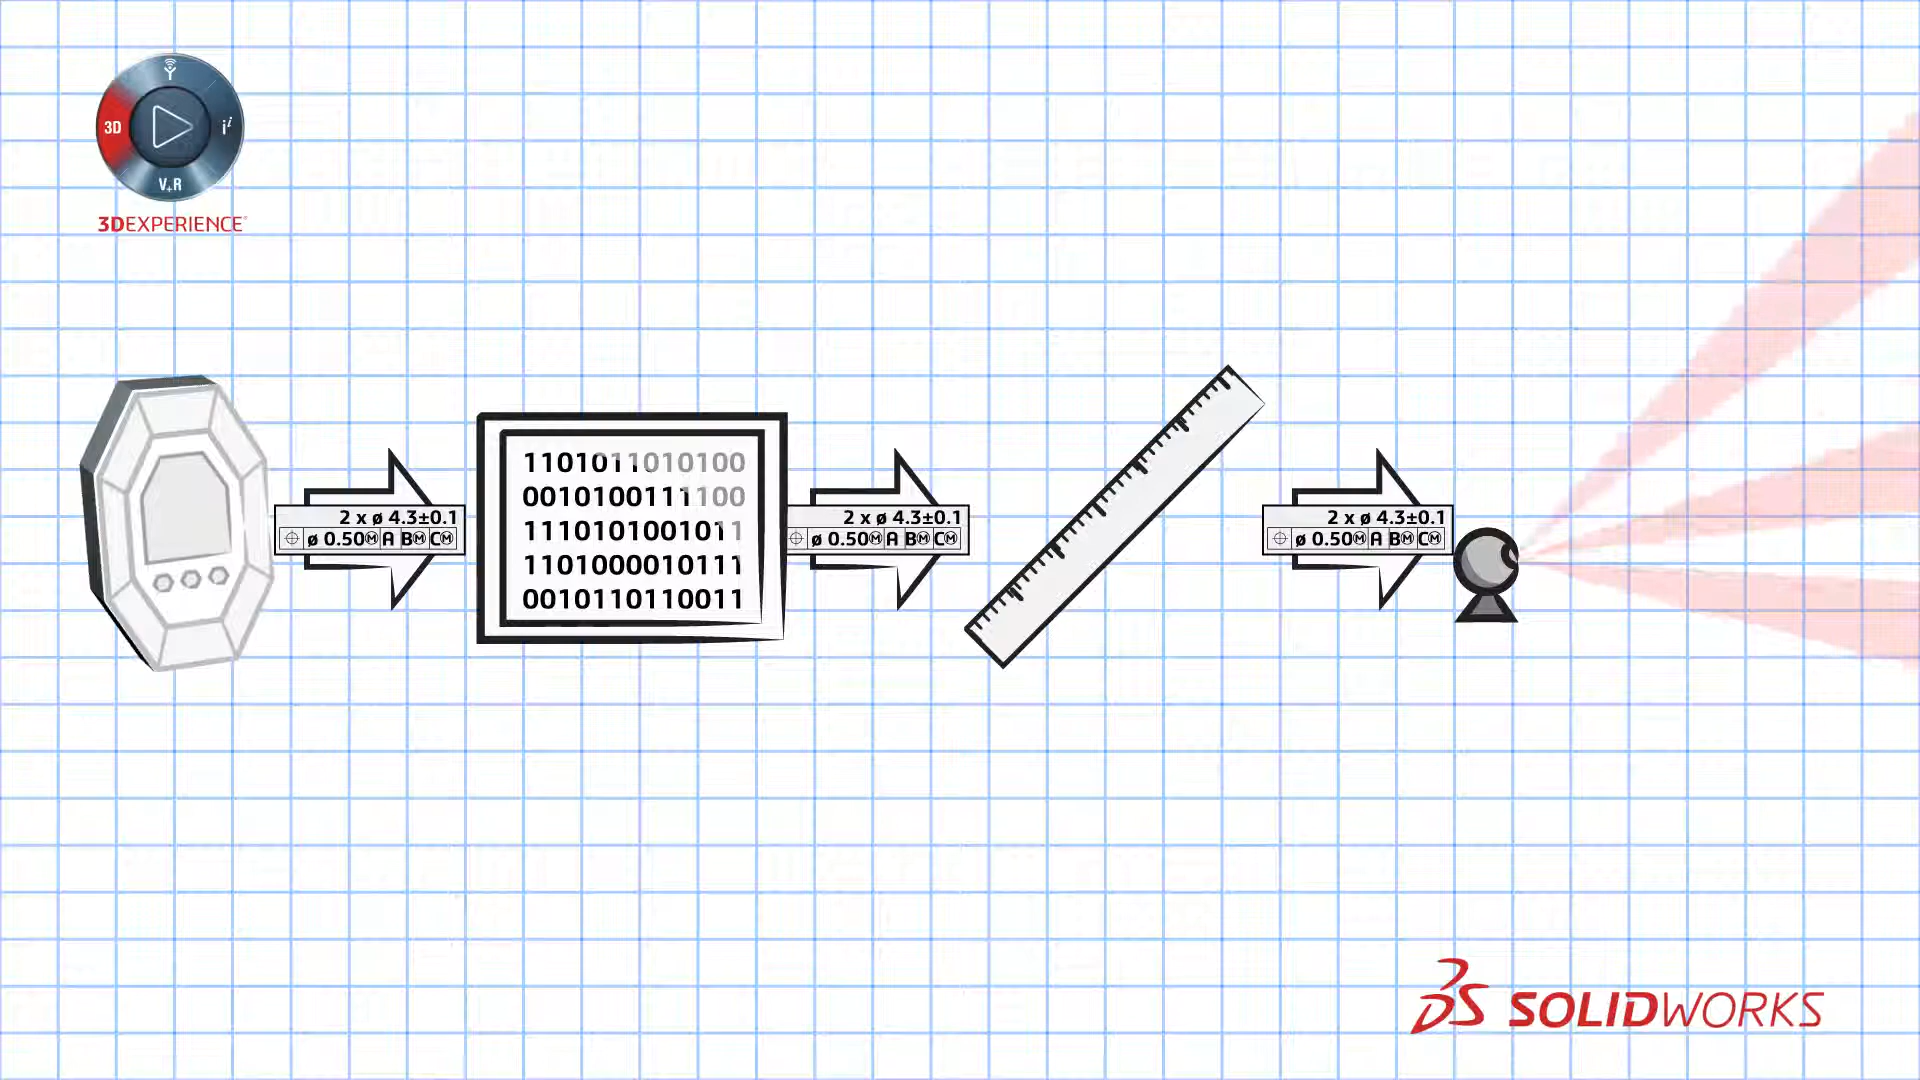 3D
i i
V+R
3DEXPERIENCE
1101011010100
0010100111100
1110101001011
1101000010111
0010110110011
2 x ø 4.3±0.1
⌖ ø 0.50Ⓜ A BⓂ CⓂ
2 x ø 4.3±0.1
⌖ ø 0.50Ⓜ A BⓂ CⓂ
2 x ø 4.3±0.1
⌖ ø 0.50Ⓜ A BⓂ CⓂ
3DS SOLIDWORKS